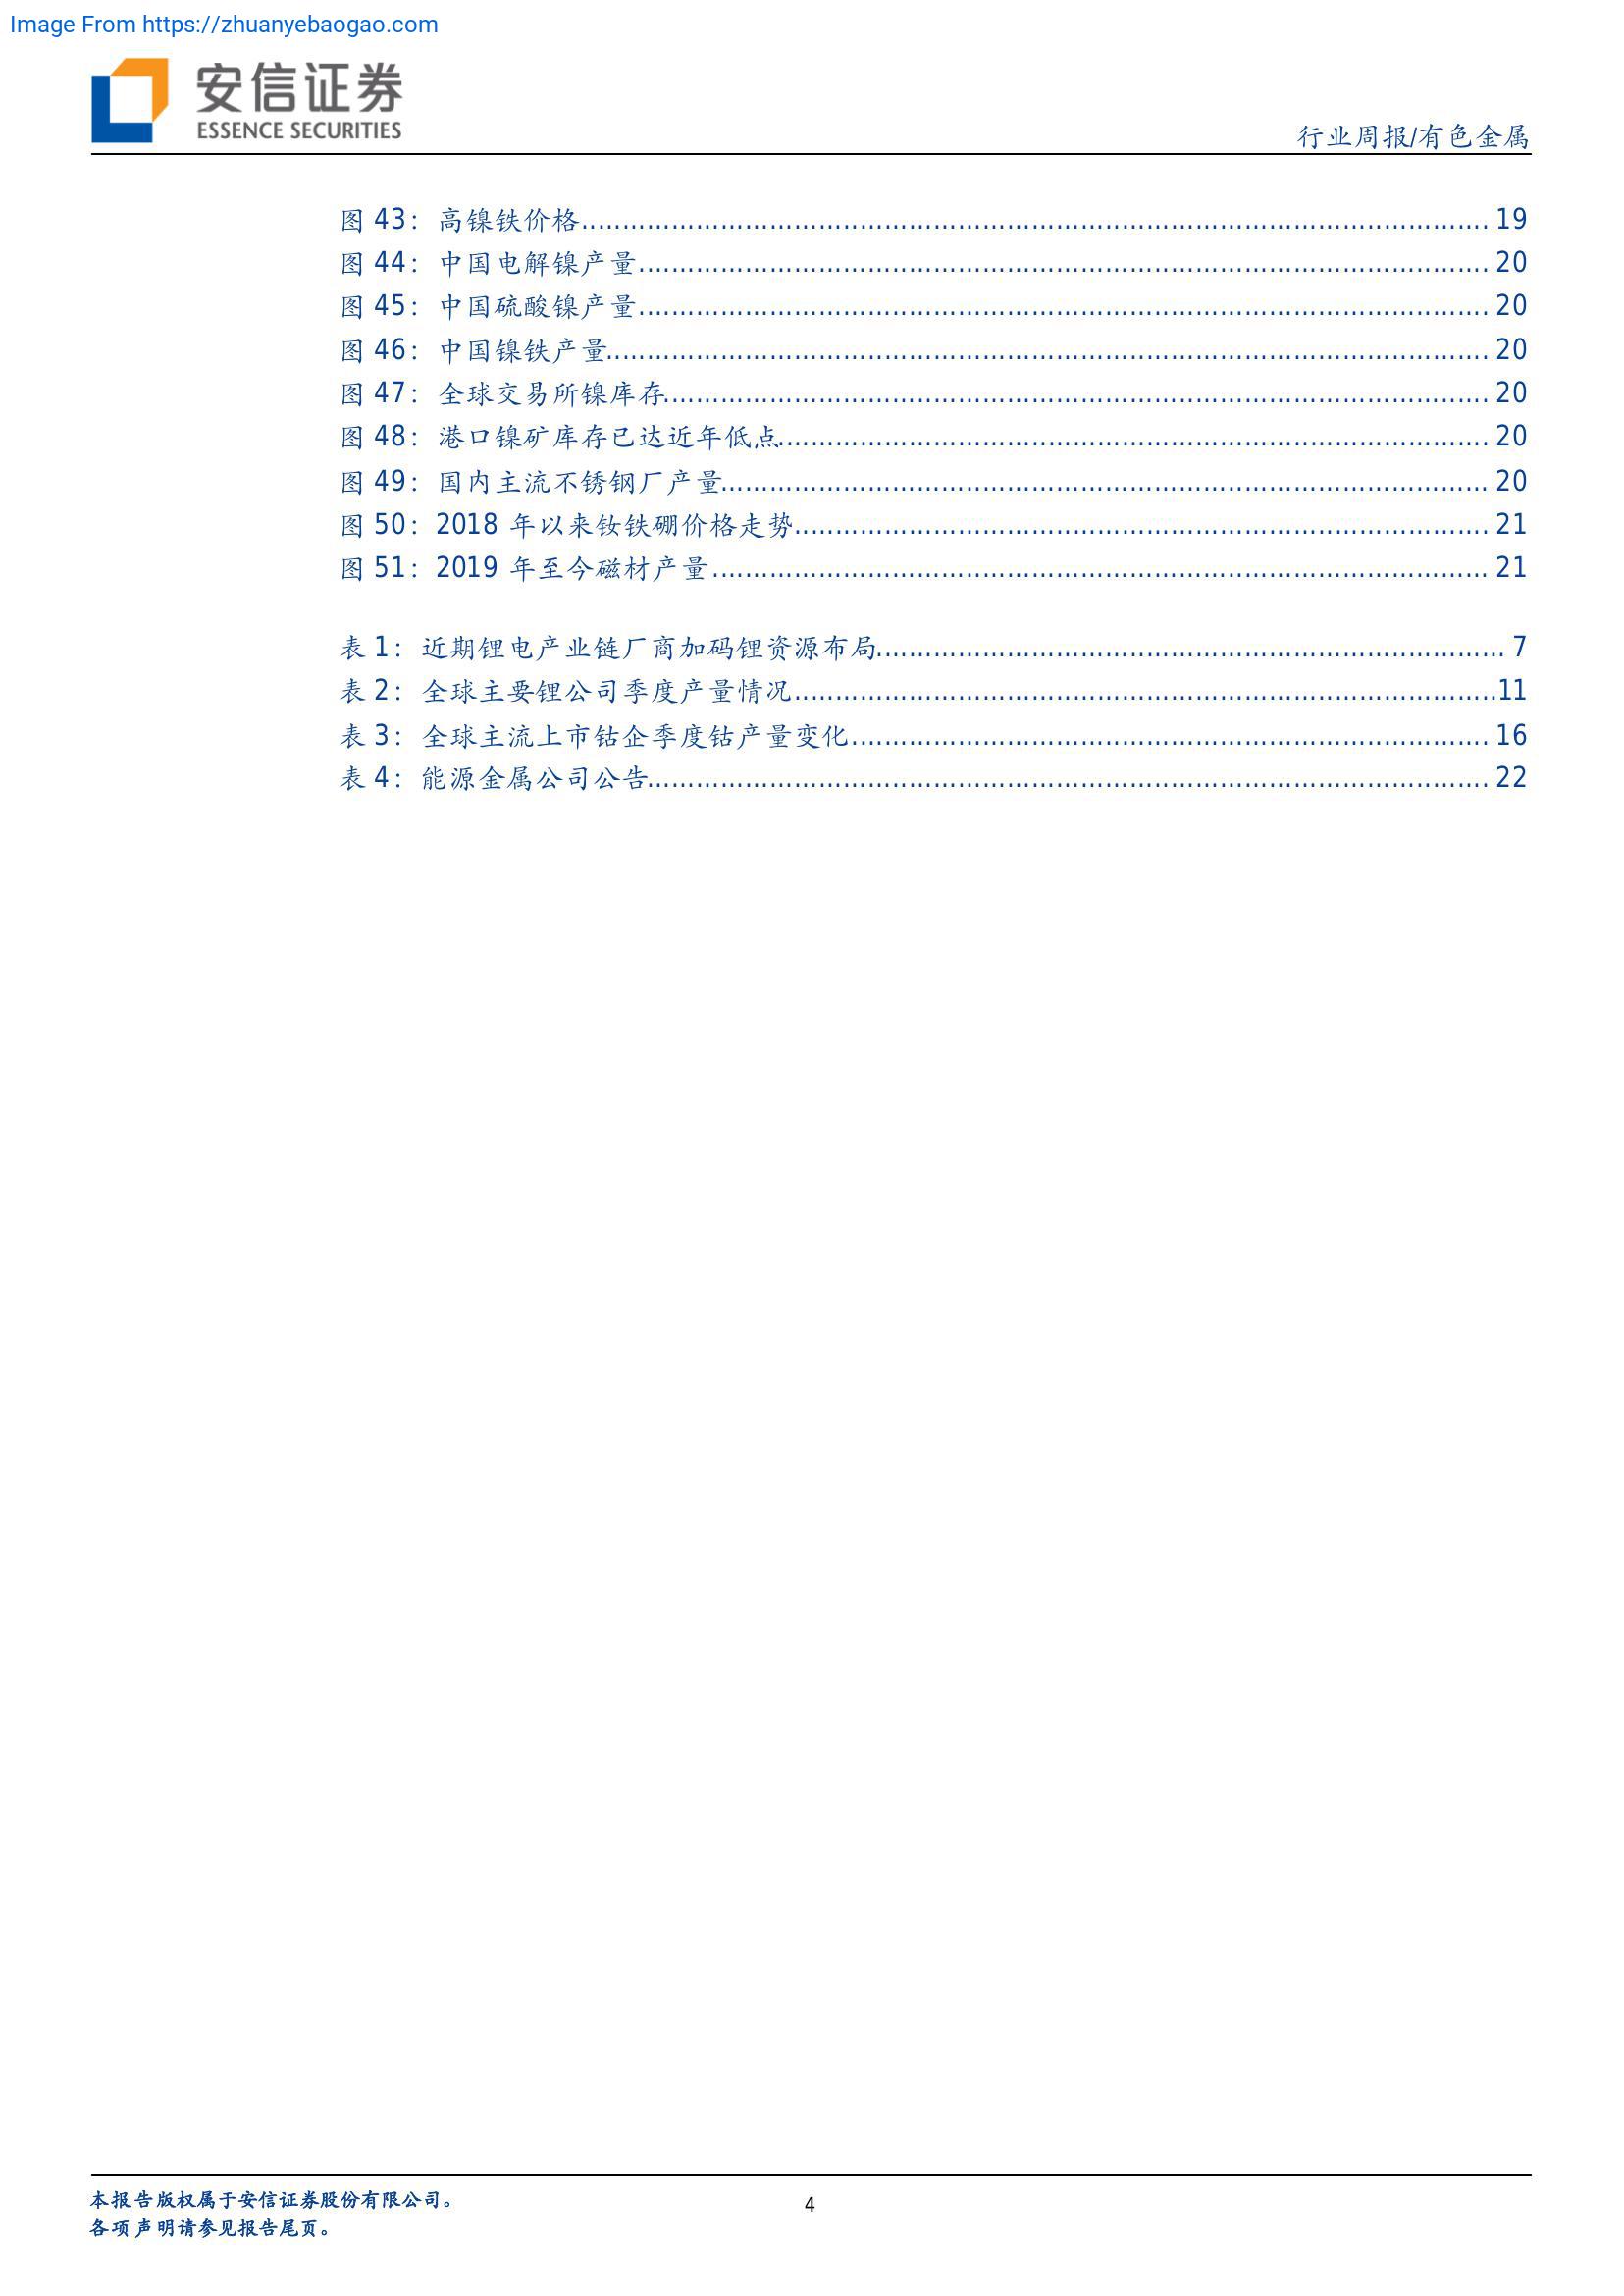 Image From https://zhuanyebaogao.com
安信证券
ESSENCE SECURITIES
行业周报/有色金属
图 43：高镍铁价格 19
图 44：中国电解镍产量 20
图 45：中国硫酸镍产量 20
图 46：中国镍铁产量 20
图 47：全球交易所镍库存 20
图 48：港口镍矿库存已达近年低点 20
图 49：国内主流不锈钢厂产量 20
图 50：2018 年以来钕铁硼价格走势 21
图 51：2019 年至今磁材产量 21
表 1：近期锂电产业链厂商加码锂资源布局 7
表 2：全球主要锂公司季度产量情况 11
表 3：全球主流上市钴企季度钴产量变化 16
表 4：能源金属公司公告 22
本报告版权属于安信证券股份有限公司。
各项声明请参见报告尾页。
4